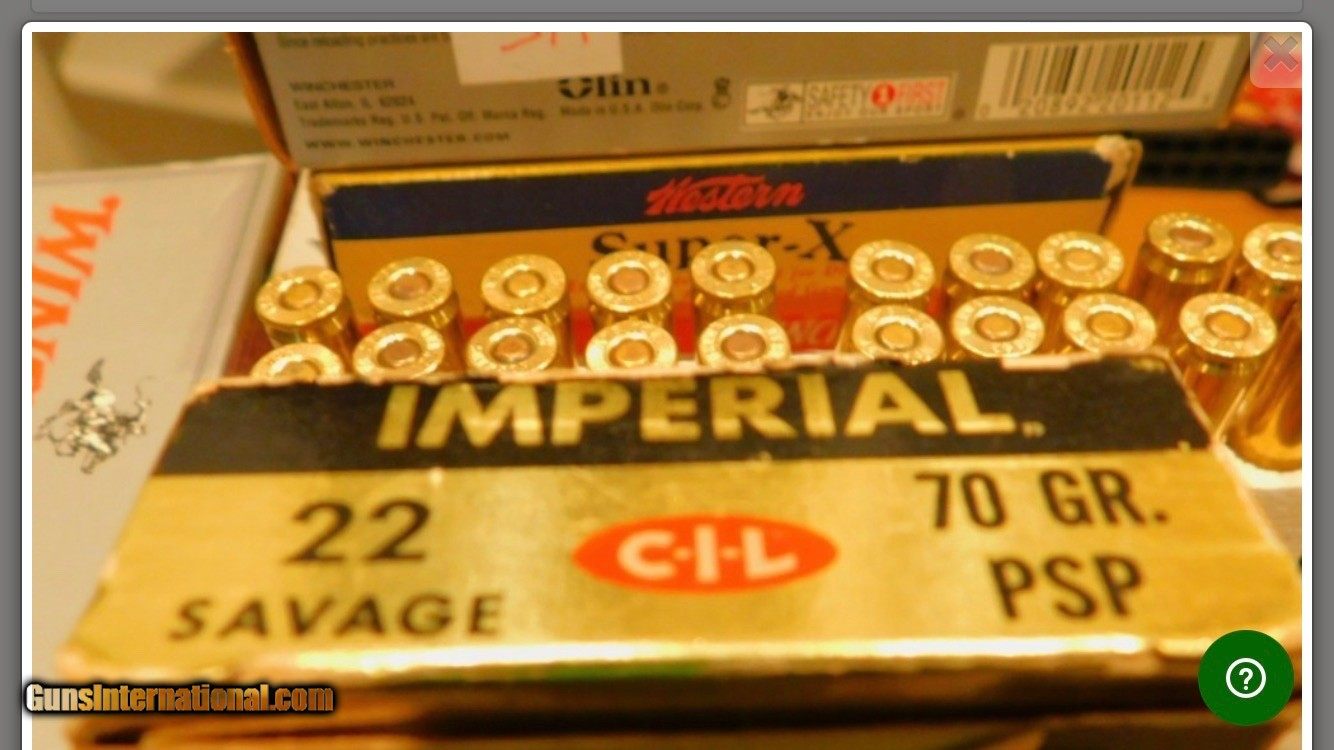 WINCHESTER
East Alton, IL 62024
Trademarks Reg. U.S. Pat. Off. Marca Reg.
WWW.WINCHESTER.COM
Olin®
Made in U.S.A. Olin Corp.
SAFETY 1 FIRST
Western
Super-X
IMPERIAL
22
SAVAGE
C-I-L
70 GR.
PSP
GunsInternational.com
?